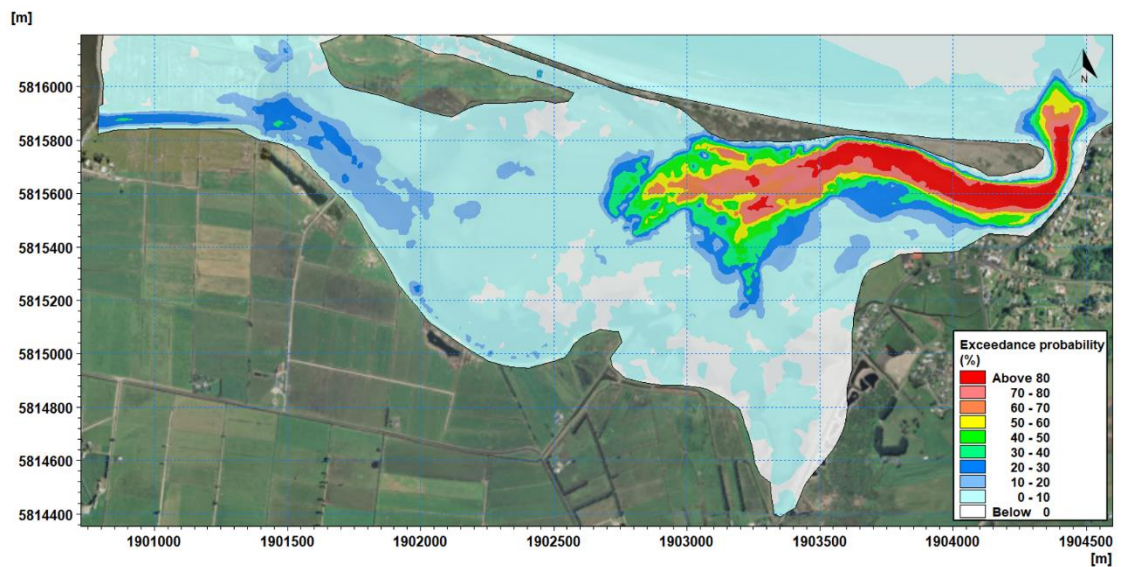 [m]
5816000
5815800
5815600
5815400
5815200
5815000
5814800
5814600
5814400
N
Exceedance probability
(%)
Above 80
70 - 80
60 - 70
50 - 60
40 - 50
30 - 40
20 - 30
10 - 20
0 - 10
Below 0
1901000 1901500 1902000 1902500 1903000 1903500 1904000 1904500
[m]